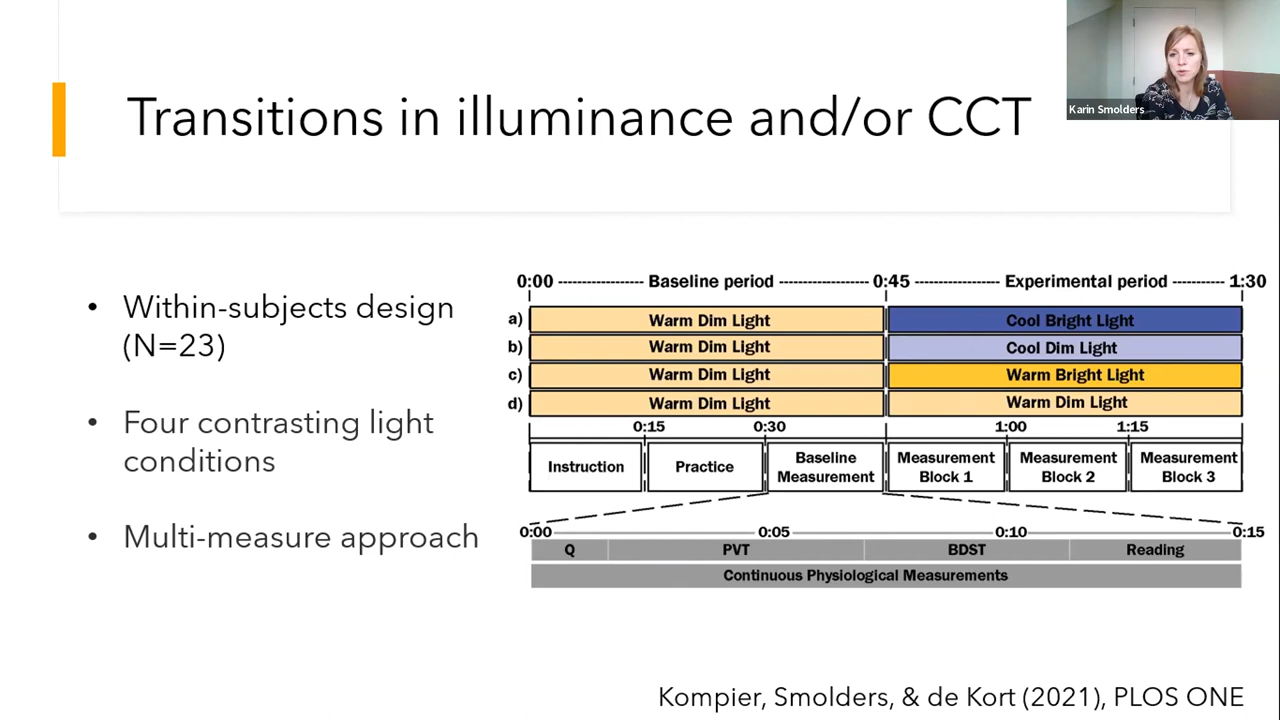 Karin Smolders
Transitions in illuminance and/or CCT
• Within-subjects design
(N=23)
• Four contrasting light
conditions
• Multi-measure approach
0:00 ------------------ Baseline period ------------------ 0:45 ----------------- Experimental period ----------- 1:30
a) Warm Dim Light Cool Bright Light
b) Warm Dim Light Cool Dim Light
c) Warm Dim Light Warm Bright Light
d) Warm Dim Light Warm Dim Light
0:15 0:30 1:00 1:15
Instruction Practice Baseline Measurement Measurement Measurement
Measurement Block 1 Block 2 Block 3
0:00 0:05 0:10 0:15
Q PVT BDST Reading
Continuous Physiological Measurements
Kompier, Smolders, & de Kort (2021), PLOS ONE